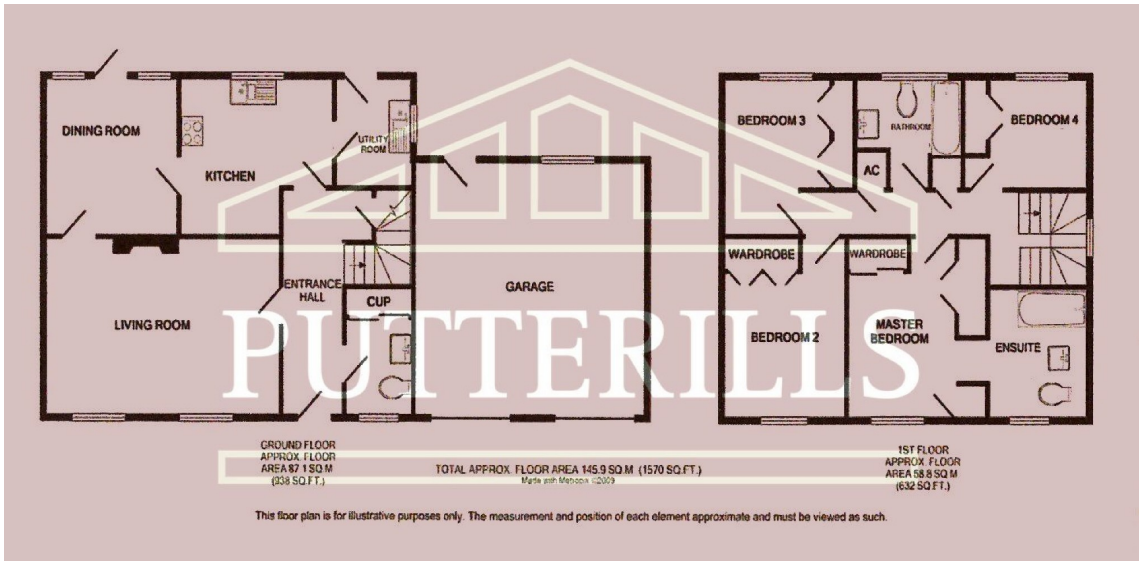 DINING ROOM
KITCHEN
UTILITY
ROOM
LIVING ROOM
ENTRANCE
HALL
CUP
GARAGE
BEDROOM 3
BATHROOM
BEDROOM 4
AC
WARDROBE
WARDROBE
BEDROOM 2
MASTER
BEDROOM
ENSUITE
PUTTERILLS
GROUND FLOOR
APPROX. FLOOR
AREA 87.1 SQ.M
(938 SQ.FT.)
TOTAL APPROX. FLOOR AREA 145.9 SQ.M (1570 SQ.FT.)
Made with Metropix ©2009
1ST FLOOR
APPROX. FLOOR
AREA 58.8 SQ.M
(632 SQ.FT.)
This floor plan is for illustrative purposes only. The measurement and position of each element approximate and must be viewed as such.